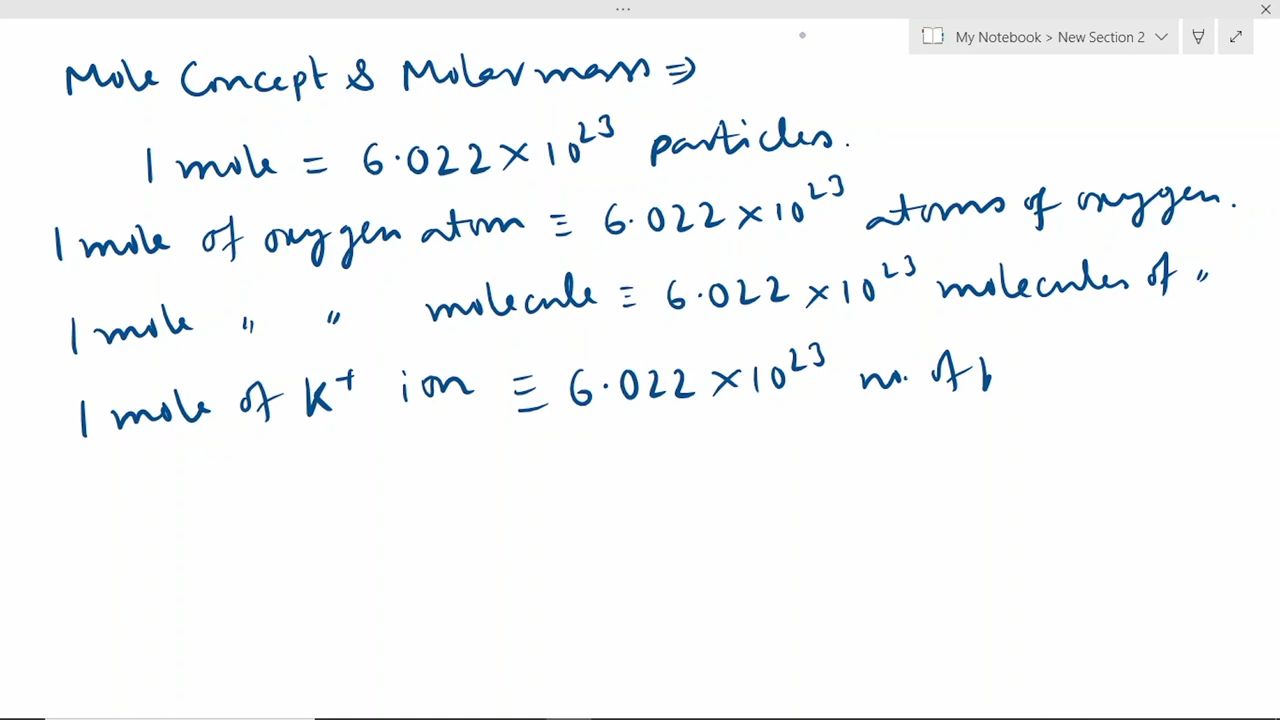 My Notebook > New Section 2
Mole Concept & Molar mass ⇒
1 mole = 6.022 × 10²³ particles.
1 mole of oxygen atom ≡ 6.022 × 10²³ atoms of oxygen.
1 mole " " molecule ≡ 6.022 × 10²³ molecules of "
1 mole of K⁺ ion ≡ 6.022 × 10²³ no. of